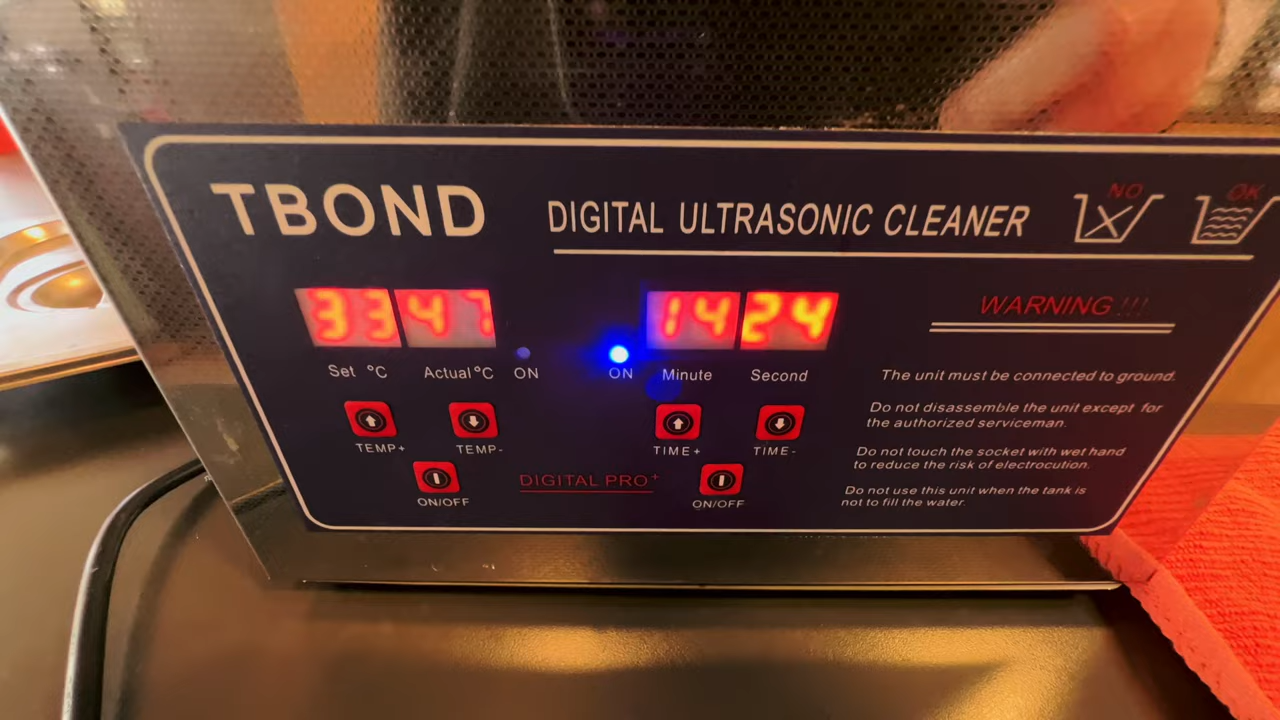 TBOND
DIGITAL ULTRASONIC CLEANER
NO
OK
33 47
14 24
WARNING !!!
Set °C
Actual °C
ON
ON
Minute
Second
The unit must be connected to ground.
Do not disassemble the unit except for
the authorized serviceman.
TEMP+
TEMP-
TIME+
TIME-
Do not touch the socket with wet hand
to reduce the risk of electrocution.
DIGITAL PRO+
ON/OFF
ON/OFF
Do not use this unit when the tank is
not to fill the water.